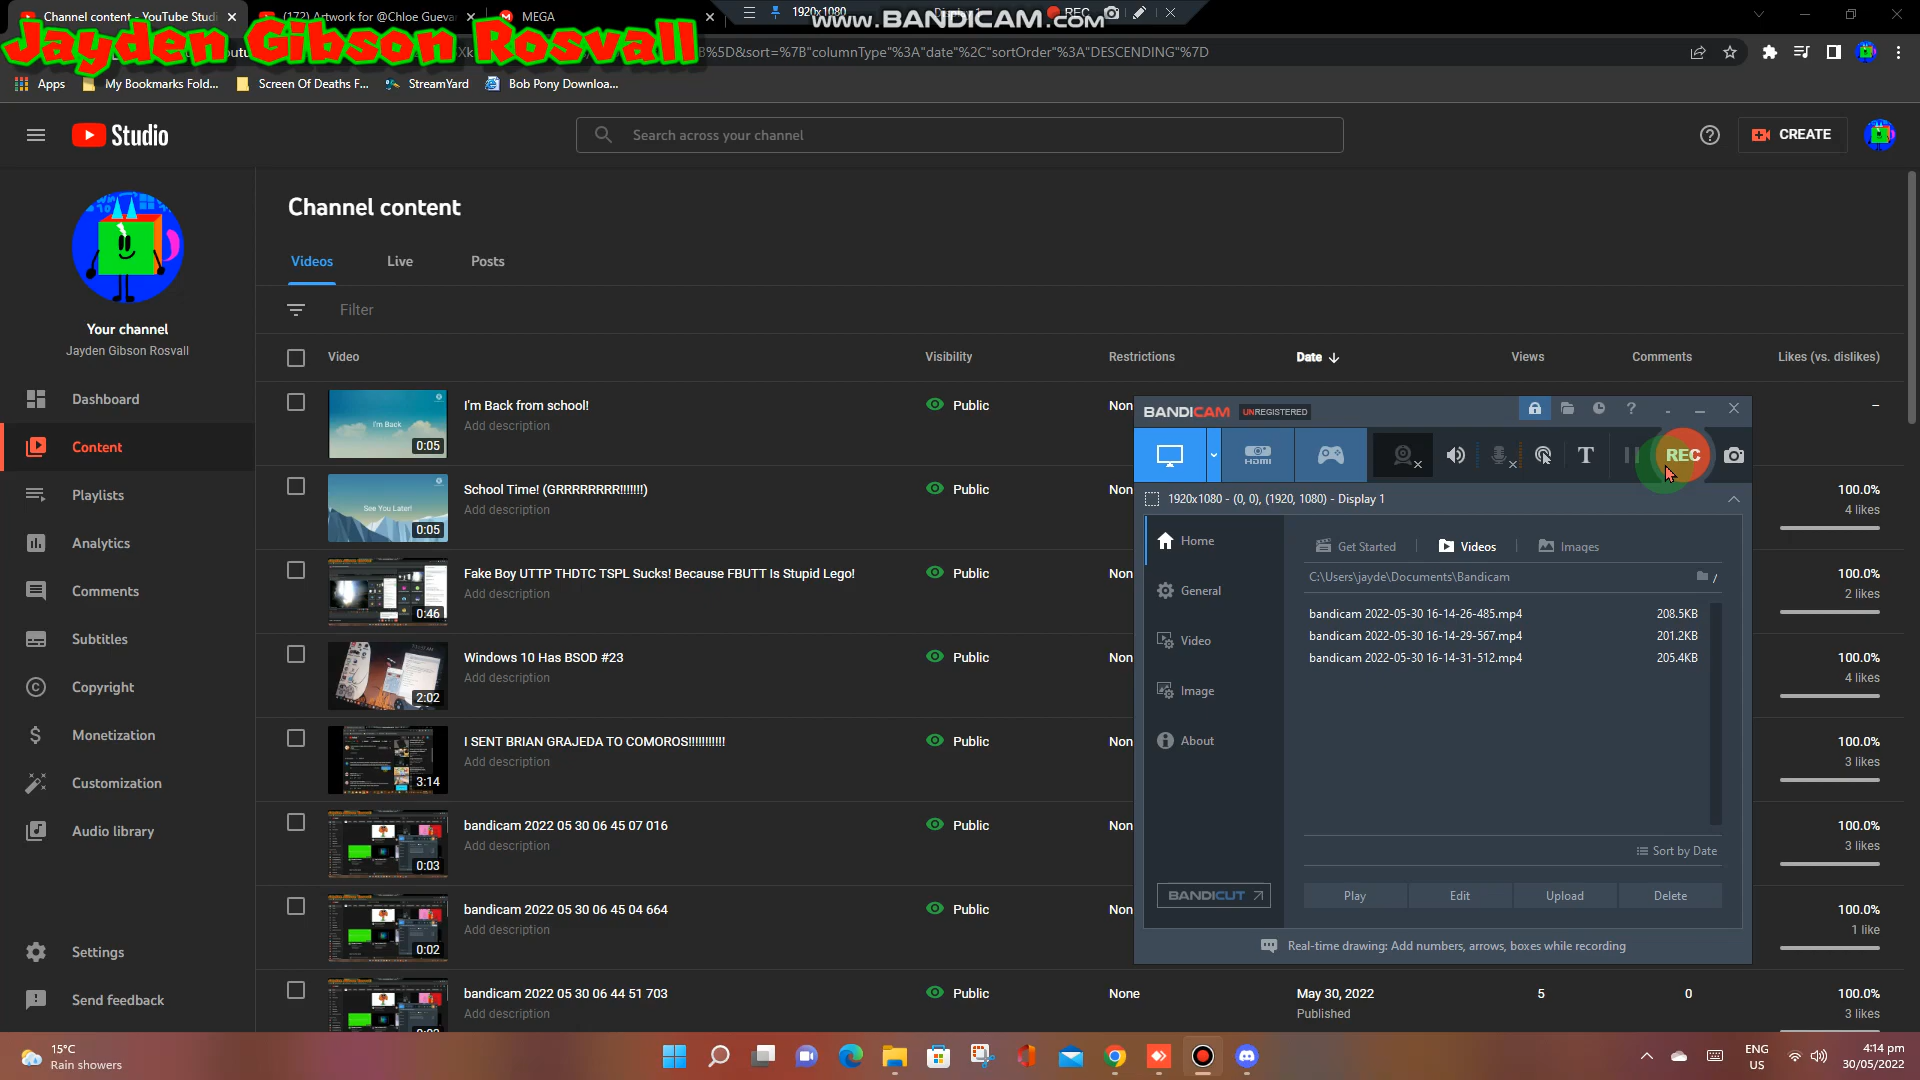 Channel content - YouTube Studi
(172) Artwork for @Chloe Gueva
MEGA
1920x1080
www.BANDICAM.COM
REC
Jayden Gibson Rosvall
B%5D&sort=%7B"columnType"%3A"date"%2C"sortOrder"%3A"DESCENDING"%7D
Apps
My Bookmarks Fold...
Screen Of Deaths F...
StreamYard
Bob Pony Downloa...
Studio
Search across your channel
CREATE
Your channel
Jayden Gibson Rosvall
Dashboard
Content
Playlists
Analytics
Comments
Subtitles
Copyright
Monetization
Customization
Audio library
Settings
Send feedback
Channel content
Videos
Live
Posts
Filter
Video
Visibility
Restrictions
Date
Views
Comments
Likes (vs. dislikes)
I'm Back
0:05
I'm Back from school!
Add description
Public
Non
–
See You Later!
0:05
School Time! (GRRRRRRRR!!!!!!!)
Add description
Public
100.0%
4 likes
0:46
Fake Boy UTTP THDTC TSPL Sucks! Because FBUTT Is Stupid Lego!
Add description
Public
100.0%
2 likes
2:02
Windows 10 Has BSOD #23
Add description
Public
Non
100.0%
4 likes
3:14
I SENT BRIAN GRAJEDA TO COMOROS!!!!!!!!!!!
Add description
Public
Non
100.0%
3 likes
0:03
bandicam 2022 05 30 06 45 07 016
Add description
Public
Non
100.0%
3 likes
0:02
bandicam 2022 05 30 06 45 04 664
Add description
Public
Non
100.0%
1 like
bandicam 2022 05 30 06 44 51 703
Add description
Public
None
May 30, 2022
Published
5
0
100.0%
3 likes
BANDICAM
UNREGISTERED
HDMI
T
REC
1920x1080 - (0, 0), (1920, 1080) - Display 1
Home
General
Video
Image
About
BANDICUT
Get Started
Videos
Images
C:\Users\jayde\Documents\Bandicam
bandicam 2022-05-30 16-14-26-485.mp4
208.5KB
bandicam 2022-05-30 16-14-29-567.mp4
201.2KB
bandicam 2022-05-30 16-14-31-512.mp4
205.4KB
Sort by Date
Play
Edit
Upload
Delete
Real-time drawing: Add numbers, arrows, boxes while recording
15°C
Rain showers
ENG
US
4:14 pm
30/05/2022